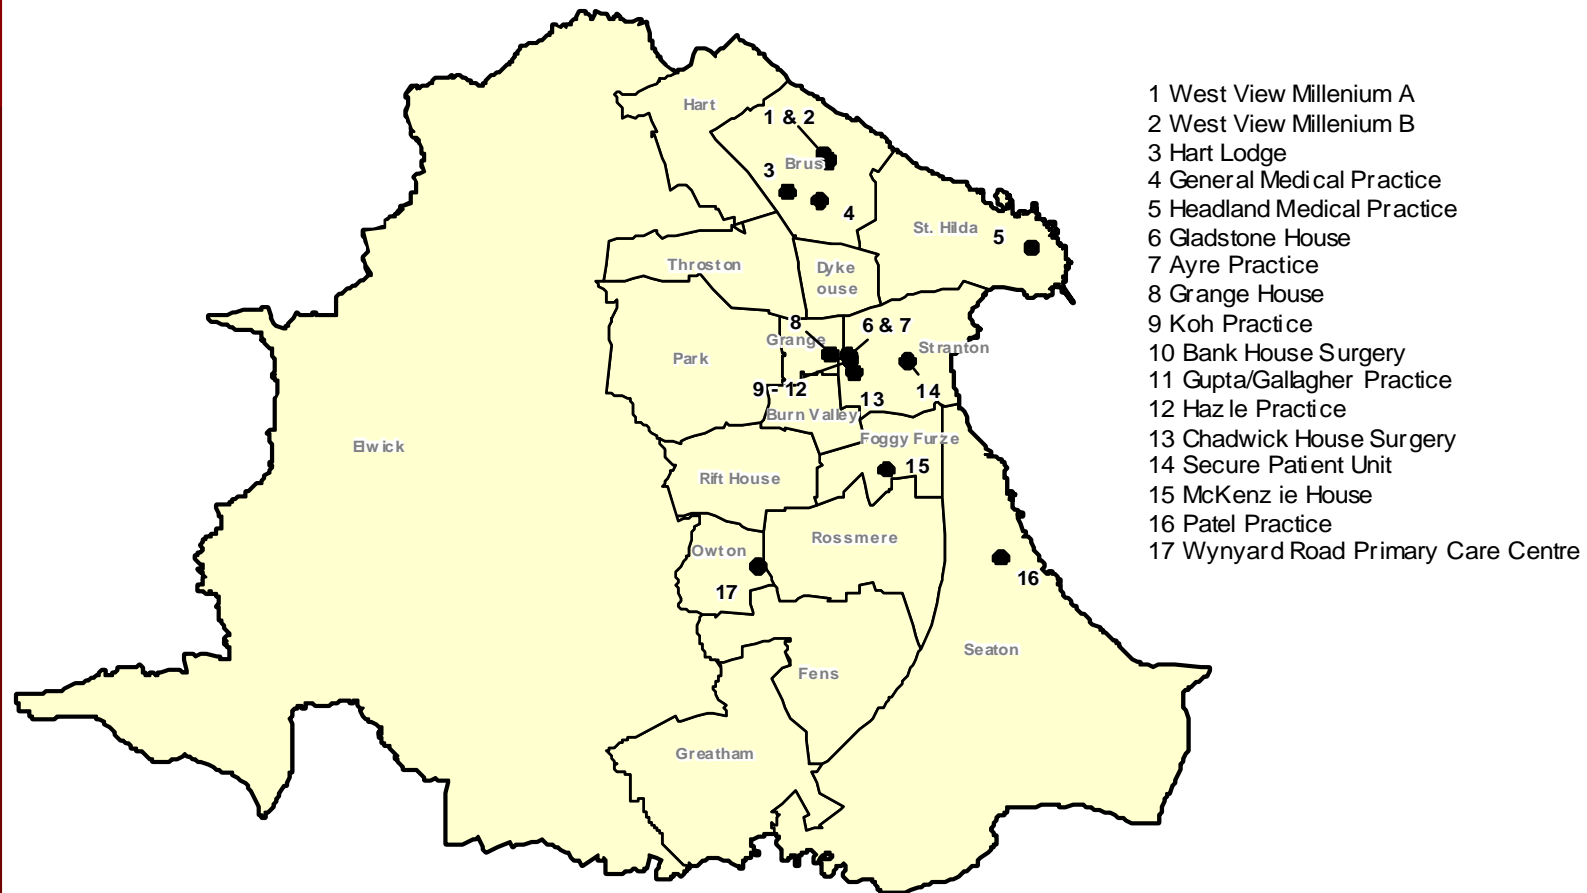 Hart
1 & 2
Brus
3
4
St. Hilda
5
Throston
Dyke
ouse
8
6 & 7
Grange
Stranton
Park
9 - 12
13
14
Burn Valley
Foggy Furze
15
Elwick
Rift House
Owton
Rossmere
17
16
Seaton
Fens
Greatham
1 West View Millenium A
2 West View Millenium B
3 Hart Lodge
4 General Medical Practice
5 Headland Medical Practice
6 Gladstone House
7 Ayre Practice
8 Grange House
9 Koh Practice
10 Bank House Surgery
11 Gupta/Gallagher Practice
12 Hazle Practice
13 Chadwick House Surgery
14 Secure Patient Unit
15 McKenzie House
16 Patel Practice
17 Wynyard Road Primary Care Centre